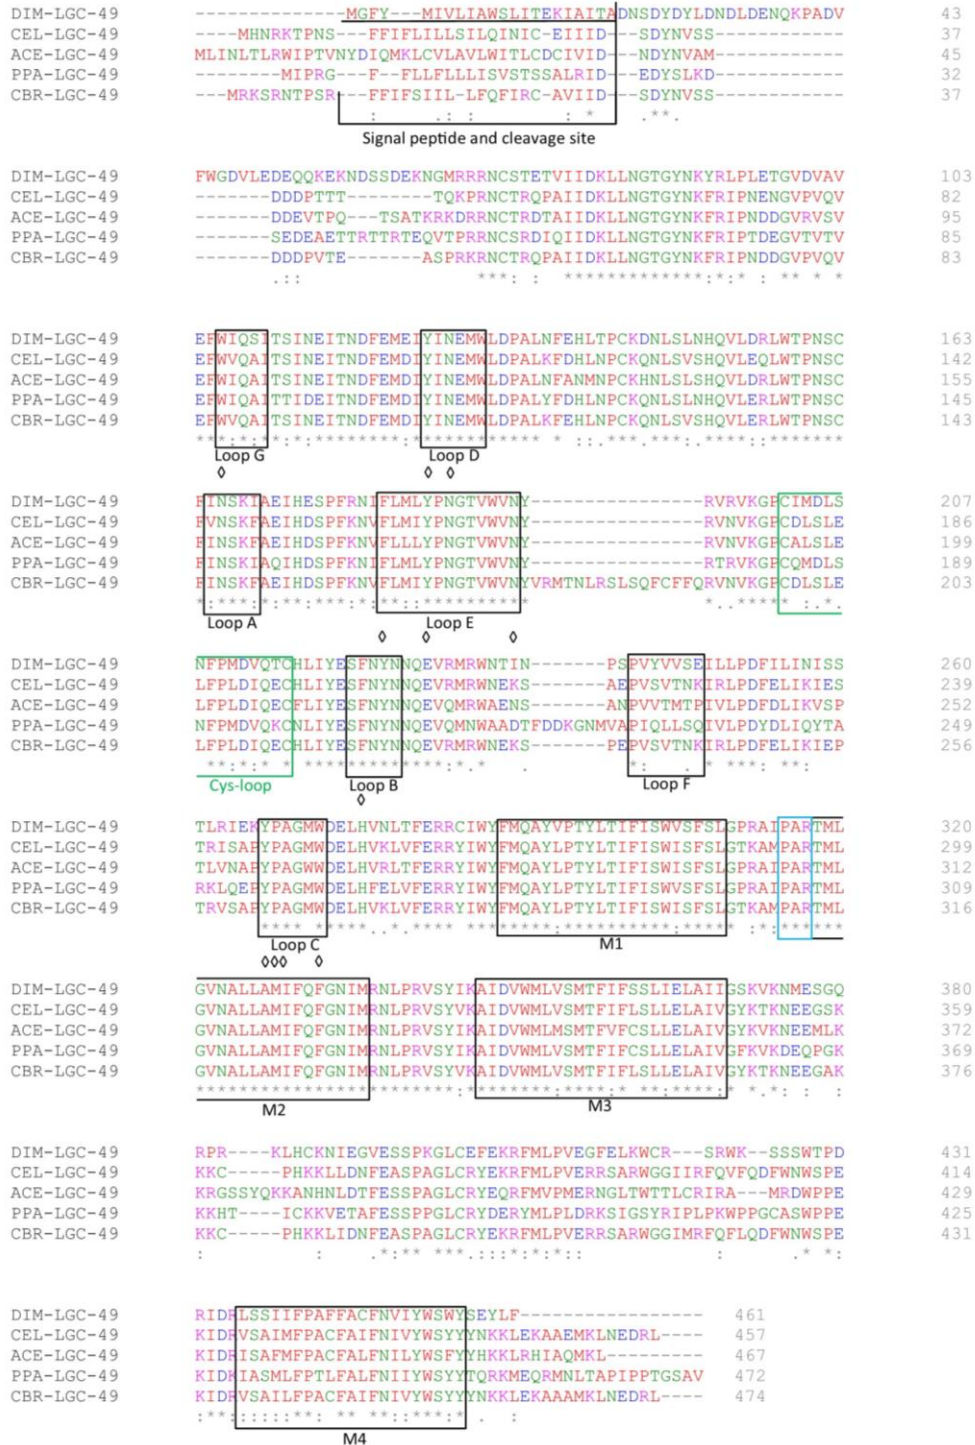 DIM-LGC-49 -----------------MGFY---MIVLIAWSLITEKIAITADNSDYDYLDNDLDENQKPADV 43
CEL-LGC-49 -----MHNRKTPNS---FFIFLILLSILQINIC-EIIID---SDYNVSS-------------- 37
ACE-LGC-49 MLINLTLRWIPTVNYDIQMKLCVLAVLWITLCDCIVID---NDYNVAM-------------- 45
PPA-LGC-49 --------MIPRG---F--FLLFLLLISVSTSSALRID---EDYSLKD-------------- 32
CBR-LGC-49 ----MRKSRNTPSR---FFIFSIIL-LFQFIRC-AVIID---SDYNVSS-------------- 37
: .: : : * .**.
Signal peptide and cleavage site
DIM-LGC-49 FWGDVLEDEQQKEKNDSSDEKNGMRRRNCSTETVIIDKLLNGTGYNKYRLPLETGVDVAV 103
CEL-LGC-49 -------DDDPTTT--------TQKPRNCTRQPAIIDKLLNGTGYNKFRIPNENGVPVQV 82
ACE-LGC-49 -------DDEVTPQ---TSATKRKDRRNCTRDTAIIDKLLNGTGYNKFRIPNDDGVRVSV 95
PPA-LGC-49 -------SEDEAETTRTTRTEQVTPRRNCSRDIQIIDKLLNGTGYNKFRIPTDEGVTVTV 85
CBR-LGC-49 -------DDDPVTE-------ASPRKRNCTRQPAIIDKLLNGTGYNKFRIPNDDGVPVQV 83
.:: ***: : *************:*:* : ** * *
DIM-LGC-49 EFWIQSITSINEITNDFEMEIYINEMWLDPALNFEHLTPCKDNLSLNHQVLDRLWTPNSC 163
CEL-LGC-49 EFWVQAITSINEITNDFEMDIYINEMWLDPALKFDHLNPCKQNLSVSHQVLEQLWTPNSC 142
ACE-LGC-49 EFWIQAITSINEITNDFEMDIYINEMWLDPALNFANMNPCKHNLSLSHQVLDRLWTPNSC 155
PPA-LGC-49 EFWIQAITTIDEITNDFEMDIYINEMWLDPALYFDHLNPCKQNLSLNHQVLERLWTPNSC 145
CBR-LGC-49 EFWVQAITSINEITNDFEMDIYINEMWLDPALKFEHLNPCKQNLSVSHQVLERLWTPNSC 143
***:*:**:*:********:************ * ::.***.***:.****::*******
Loop G Loop D
◊ ◊ ◊
DIM-LGC-49 FINSKIAEIHESPFRNIFLMLYPNGTVWVNY-----------------RVRVKGPCIMDLS 207
CEL-LGC-49 FVNSKFAEIHDSPFKNVFLMLYPNGTVWVNY-----------------RVNVKGPCDLSLE 186
ACE-LGC-49 FINSKFAEIHDSPFKNIFLLLYPNGTVWVNY-----------------RVNVKGPCALSLE 199
PPA-LGC-49 FINSKIAQIHDSPFKNIFLMLYPNGTVWVNY-----------------RTRVKGPCQMDLS 189
CBR-LGC-49 FINSKFAEIHDSPFKNVFLMIYPNGTVWVNYVRMTNLRSLSQFCFFQRVNVKGPCDLSLE 203
*:***:*:**:***:*:**::********** *..***** :.*.
Loop A Loop E
◊ ◊ ◊
DIM-LGC-49 NFPMDVQTCHLIYESFNYNNQEVRMRWNTIN-------PSPVYVVSEILLPDFILINISS 260
CEL-LGC-49 LFPLDIQECHLIYESFNYNNQEVRMRWNEKS-------AEPVSVTNKIRLPDFELIKIES 239
ACE-LGC-49 LFPLDIQECFLIYESFNYNNQEVRMRWAENS-------ANPVVTMTPIVLPDFDLIKVSP 252
PPA-LGC-49 NFPMDVQKCNLIYESFNYNNQEVQMNWAADTFDDKGNMVAPIQLLSQIVLPDYDLIQYTA 249
CBR-LGC-49 LFPLDIQECHLIYESFNYNNQEVRMRWNEKS-------PEPVSVTNKIRLPDFELIKIEP 256
**:*:* * *************:*.* . *: . * ***: **:
Cys-loop Loop B Loop F
◊
DIM-LGC-49 TLRIEKYPAGMWDELHVNLTFERRCIWYFMQAYVPTYLTIFISWVSFSLGPRAIPARTML 320
CEL-LGC-49 TRISAPYPAGMWDELHVKLVFERRYIWYFMQAYLPTYLTIFISWISFSLGTKAMPARTML 299
ACE-LGC-49 TLVNAPYPAGWWDELHVRLTFERRYIWYFMQAYLPTYLTIFISWISFSLGPRAIPARTML 312
PPA-LGC-49 RKLQEPYPAGMWDELHFELVFERRYIWYFMQAYLPTYLTIFISWVSFSLGPRAIPARTML 309
CBR-LGC-49 TRVSAPYPAGMWDELHVKLVFERRYIWYFMQAYLPTYLTIFISWISFSLGTKAMPARTML 316
**** *****..*.**** ********:**********:*****.:*:******
Loop C M1
◊◊◊ ◊
DIM-LGC-49 GVNALLAMIFQFGNIMRNLPRVSYIKAIDVWMLVSMTFIFSSLIELAIIGSKVKNMESGQ 380
CEL-LGC-49 GVNALLAMIFQFGNIMRNLPRVSYVKAIDVWMLVSMTFIFLSLLELAIVGYKTKNEEGSK 359
ACE-LGC-49 GVNALLAMIFQFGNIMRNLPRVSYIKAIDVWMLMSMTFVFCSLLELAIVGYKVKNEEMLK 372
PPA-LGC-49 GVNALLAMIFQFGNIMRNLPRVSYIKAIDVWMLVSMTFIFCSLLELAIVGFKVKDEQPGK 369
CBR-LGC-49 GVNALLAMIFQFGNIMRNLPRVSYVKAIDVWMLVSMTFIFLSLLELAIVGYKTKNEEGAK 376
************************:********:****:* **:****:* *.*: : :
M2 M3
DIM-LGC-49 RPR----KLHCKNIEGVESSPKGLCEFEKRFMLPVEGFELKWCR---SRWK-SSSWTPD 431
CEL-LGC-49 KKC-----PHKKLLDNFEASPAGLCRYEKRFMLPVERRSARWGGIIRFQVFQDFWNWSPE 414
ACE-LGC-49 KRGSSYQKKANHNLDTFESSPAGLCRYEQRFMVPMERNGLTWTTLCRIRA---MRDWPPE 429
PPA-LGC-49 KKHT----ICKKVETAFESSPPGLCRYDERYMLPLDRKSIGSYRIPLPKWPPGCASWPPE 425
CBR-LGC-49 KKC-----PHKKLIDNFEASPAGLCRYEKRFMLPVERRSARWGGIMRFQFLQDFWNWPPE 431
: : .*:** ***.:::*:*:*:: : .* *:
DIM-LGC-49 RIDRLSSIIFPAFFACFNVIYWSWYSEYLF----------------- 461
CEL-LGC-49 KIDRVSAIMFPACFAIFNIVYWSYYYNKKLEKAAEMKLNEDRL---- 457
ACE-LGC-49 KIDRISAFMFPACFALFNILYWSFYYHKKLRHIAQMKL--------- 467
PPA-LGC-49 KIDKIASMLFPTLFALFNIIYWSYYTQRKMEQRMNLTAPIPPTGSAV 472
CBR-LGC-49 KIDRVSAILFPACFAIFNIVYWSYYYNKKLEKAAAMKLNEDRL---- 474
:**:::::**: ** **::***:* . :
M4